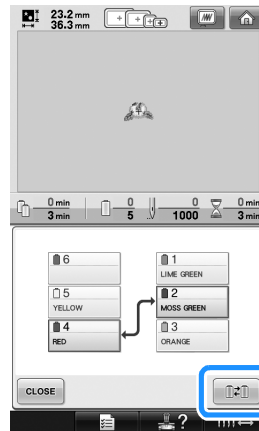 23.2 mm
36.3 mm
0 min
3 min
0
5
0
1000
0 min
3 min
6
1
LIME GREEN
5
YELLOW
2
MOSS GREEN
4
RED
3
ORANGE
CLOSE
?